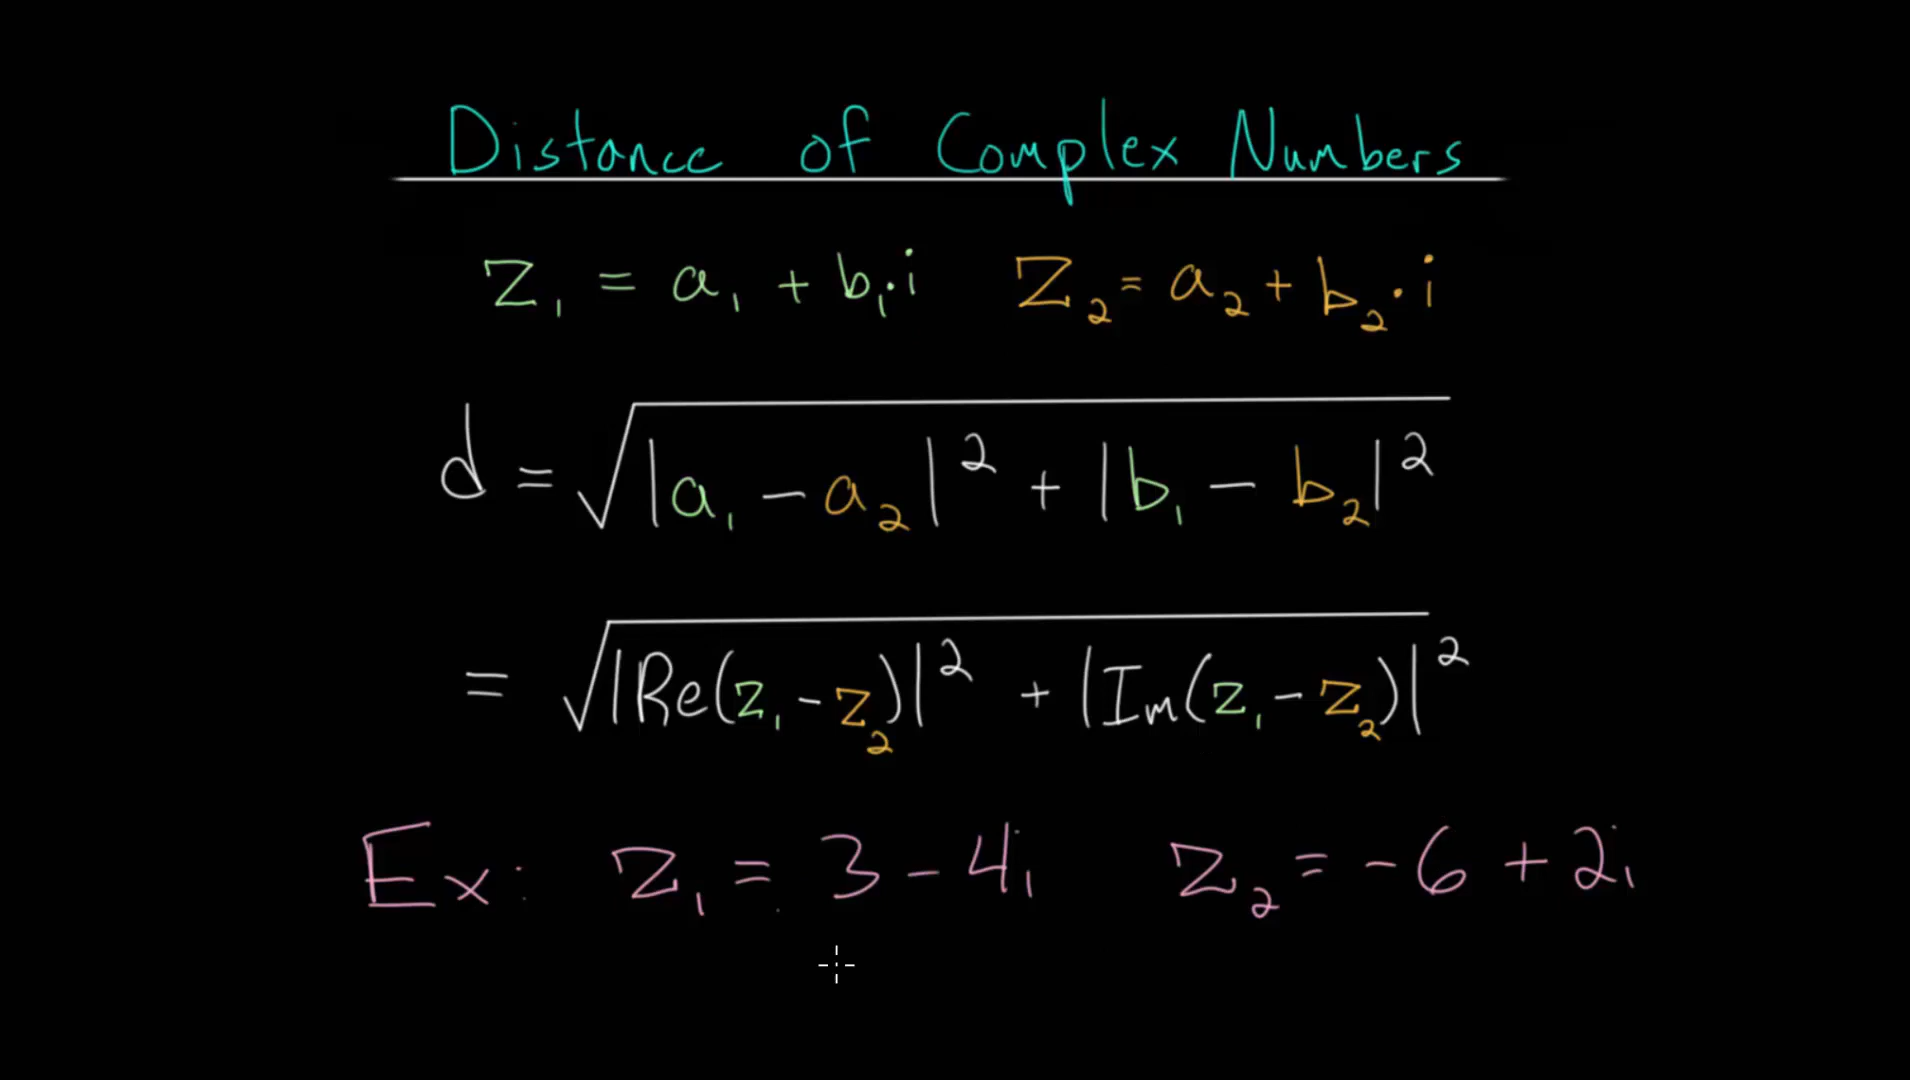 Distance of Complex Numbers
z₁ = a₁ + b₁·i z₂ = a₂ + b₂·i
d = √|a₁ - a₂|² + |b₁ - b₂|²
= √|Re(z₁ - z₂)|² + |Im(z₁ - z₂)|²
Ex: z₁ = 3 - 4i z₂ = -6 + 2i